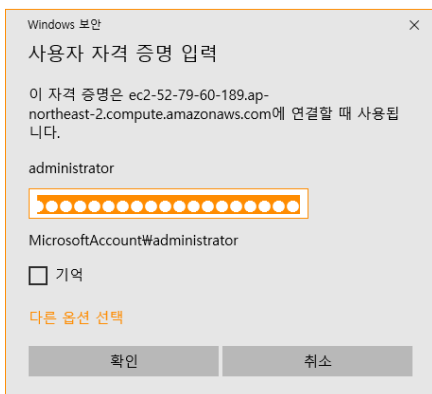 Windows 보안
사용자 자격 증명 입력
이 자격 증명은 ec2-52-79-60-189.ap-
northeast-2.compute.amazonaws.com에 연결할 때 사용됩
니다.
administrator
MicrosoftAccount₩administrator
기억
다른 옵션 선택
확인 취소